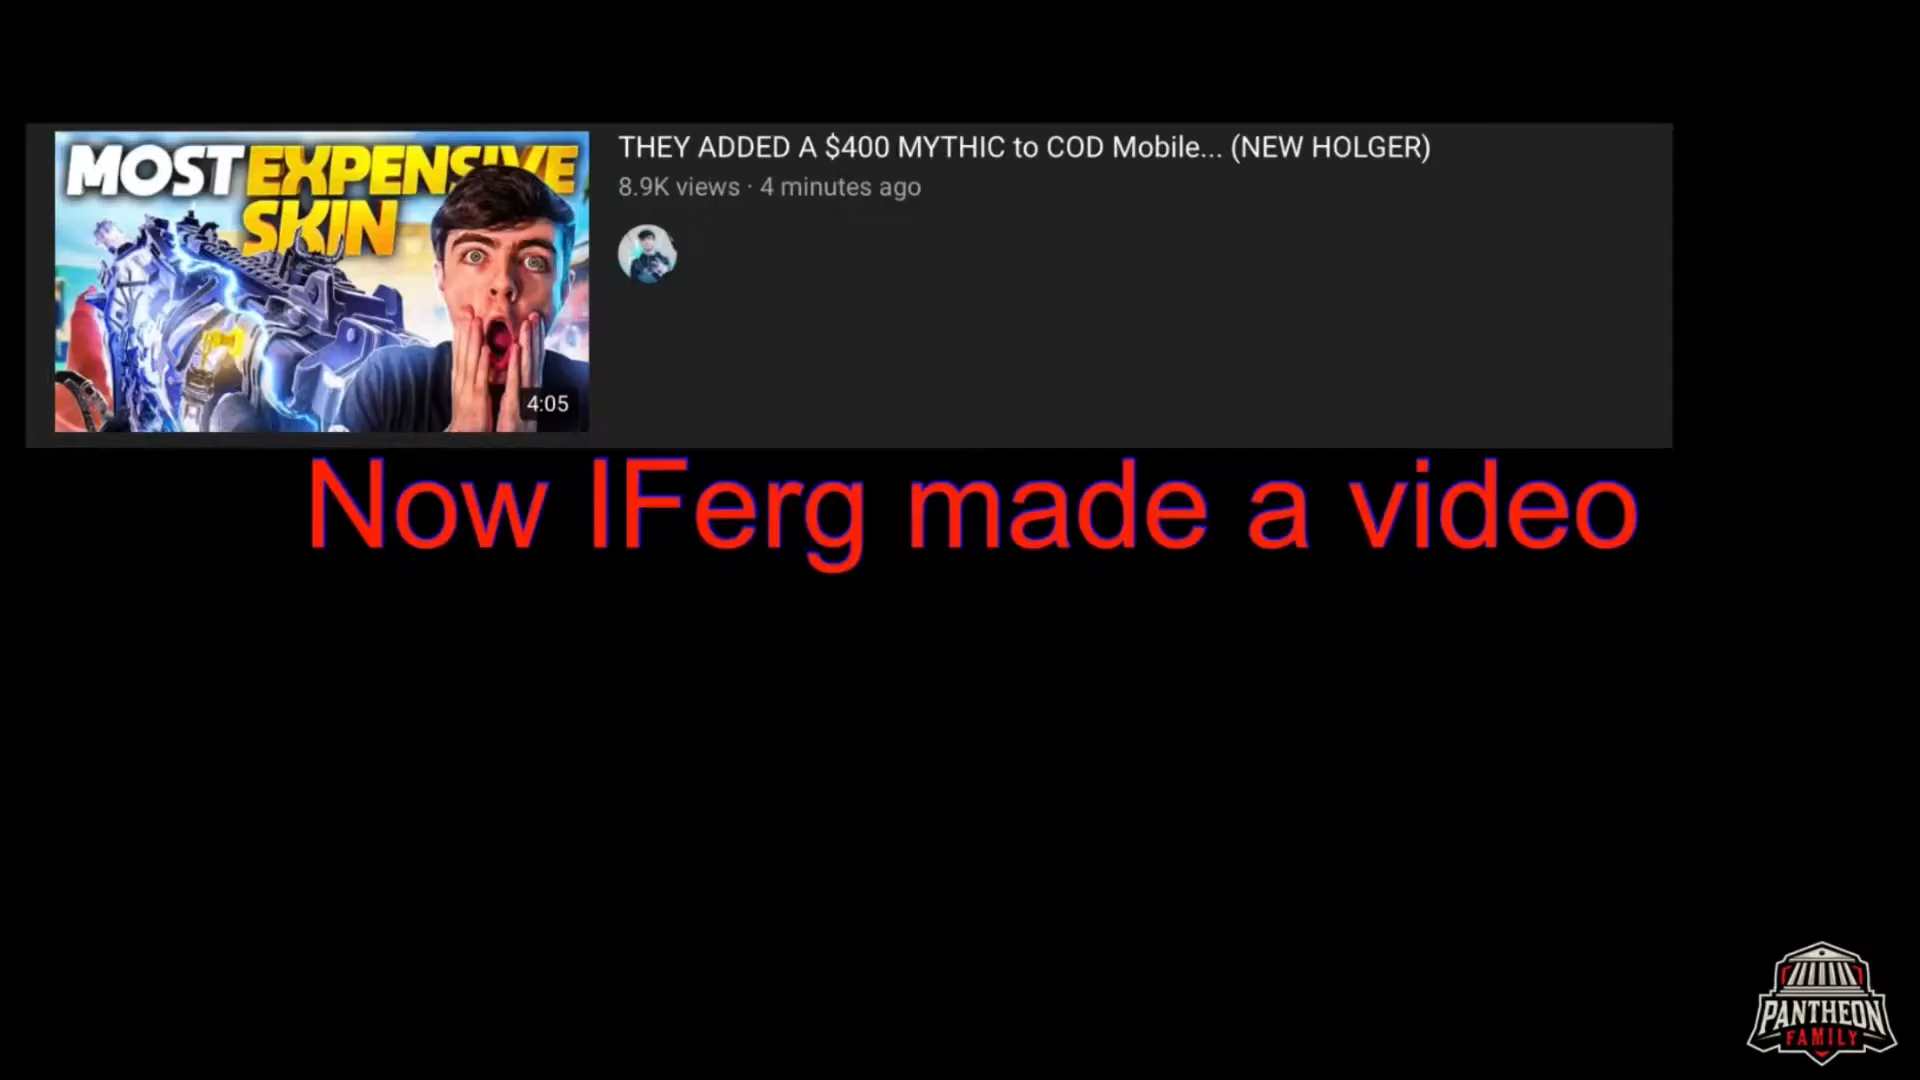 MOST EXPENSIVE
SKIN
4:05
THEY ADDED A $400 MYTHIC to COD Mobile... (NEW HOLGER)
8.9K views · 4 minutes ago
Now IFerg made a video
PANTHEON
FAMILY